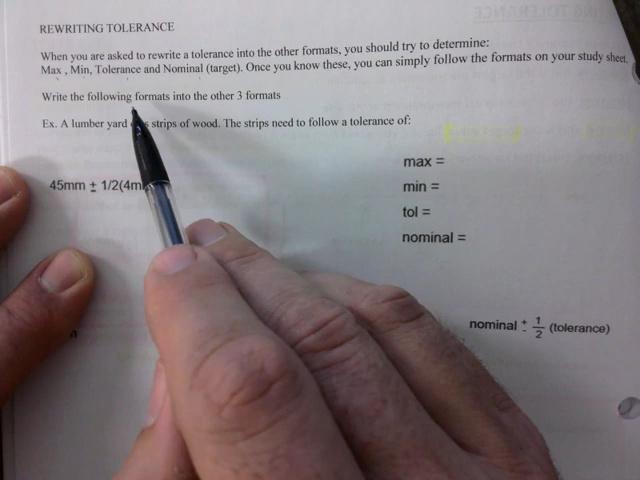 REWRITING TOLERANCE
When you are asked to rewrite a tolerance into the other formats, you should try to determine:
Max , Min, Tolerance and Nominal (target). Once you know these, you can simply follow the formats on your study sheet.
Write the following formats into the other 3 formats
Ex. A lumber yard strips of wood. The strips need to follow a tolerance of:
max =
45mm ± 1/2(4m
min =
tol =
nominal =
nominal ± 1/2 (tolerance)